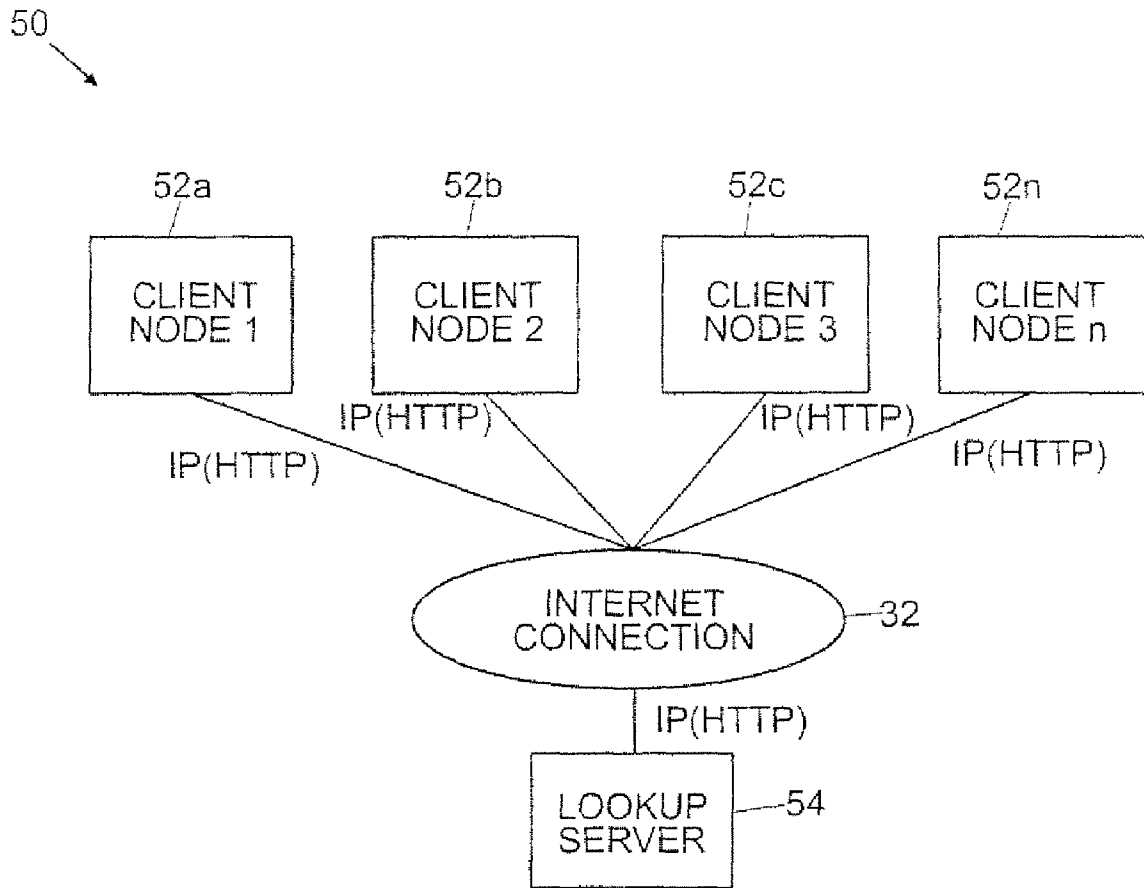 50
52a
52b
52c
52n
CLIENT
NODE 1
CLIENT
NODE 2
CLIENT
NODE 3
CLIENT
NODE n
IP(HTTP)
IP(HTTP)
IP(HTTP)
IP(HTTP)
INTERNET
CONNECTION
32
IP(HTTP)
LOOKUP
SERVER
54